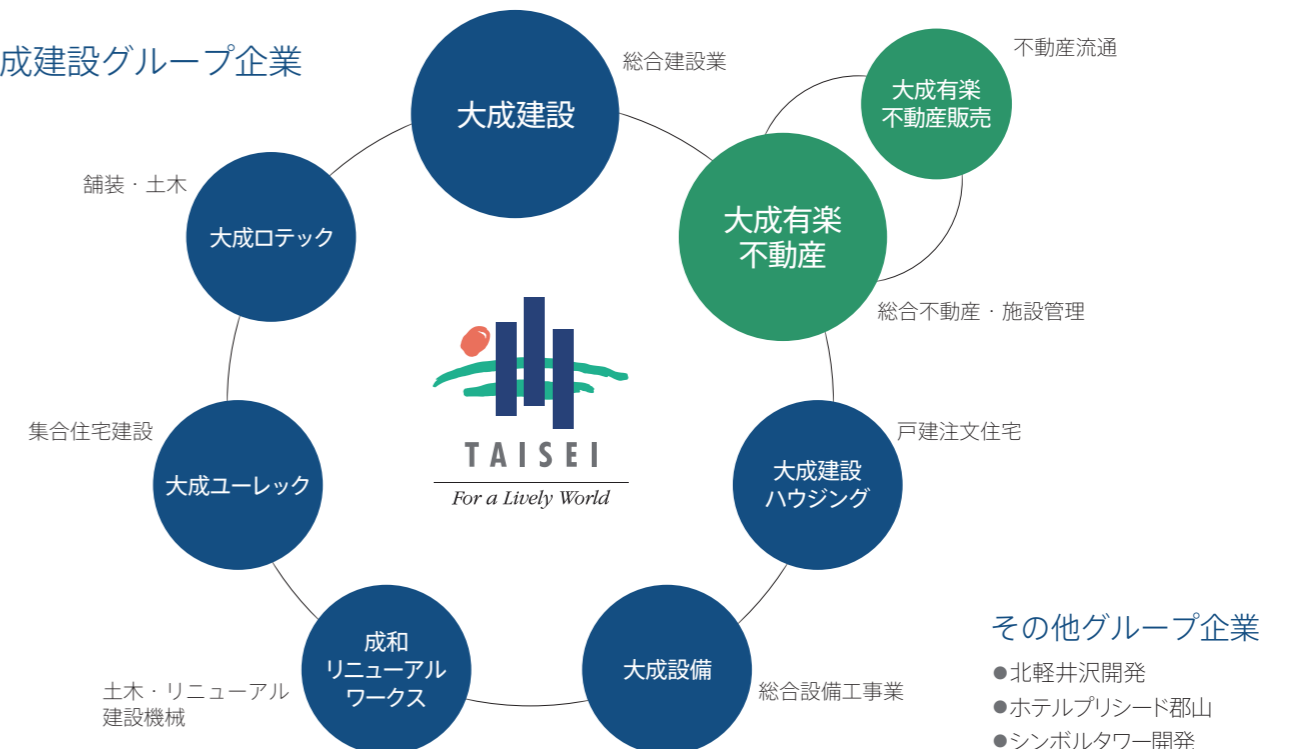 成建設グループ企業
大成建設
総合建設業
大成有楽
不動産販売
不動産流通
大成有楽
不動産
総合不動産・施設管理
舗装・土木
大成ロテック
集合住宅建設
大成ユーレック
TAISEI
For a Lively World
戸建注文住宅
大成建設
ハウジング
成和
リニューアル
ワークス
土木・リニューアル
建設機械
大成設備
総合設備工事業
その他グループ企業
●北軽井沢開発
●ホテルプリシード郡山
●シンボルタワー開発